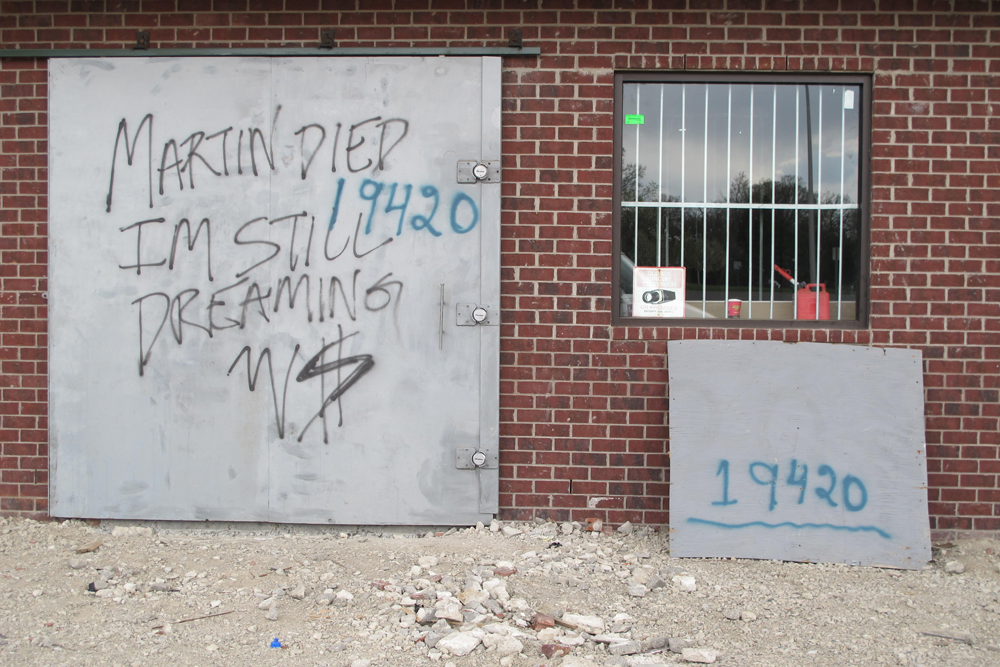 MARTIN DIED
19420
IM STILL
DREAMING
19420